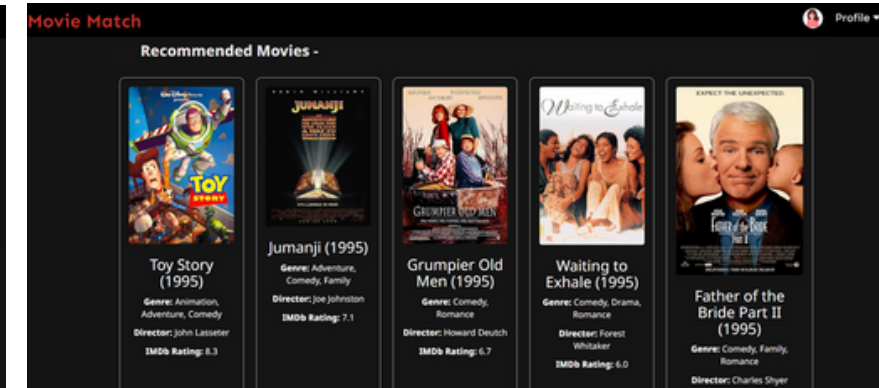 Movie Match
Profile
Recommended Movies -
ROBIN WILLIAMS
JUMANJI
Waiting to Exhale
EXPECT THE UNEXPECTED.
TOY
STORY
GRUMPIER OLD MEN
FATHER of the BRIDE
PART II
Toy Story
(1995)
Genre: Animation,
Adventure, Comedy
Director: John Lasseter
IMDb Rating: 8.3
Jumanji (1995)
Genre: Adventure,
Comedy, Family
Director: Joe Johnston
IMDb Rating: 7.1
Grumpier Old
Men (1995)
Genre: Comedy,
Romance
Director: Howard Deutch
IMDb Rating: 6.7
Waiting to
Exhale (1995)
Genre: Comedy, Drama,
Romance
Director: Forest
Whitaker
IMDb Rating: 6.0
Father of the
Bride Part II
(1995)
Genre: Comedy, Family,
Romance
Director: Charles Shyer